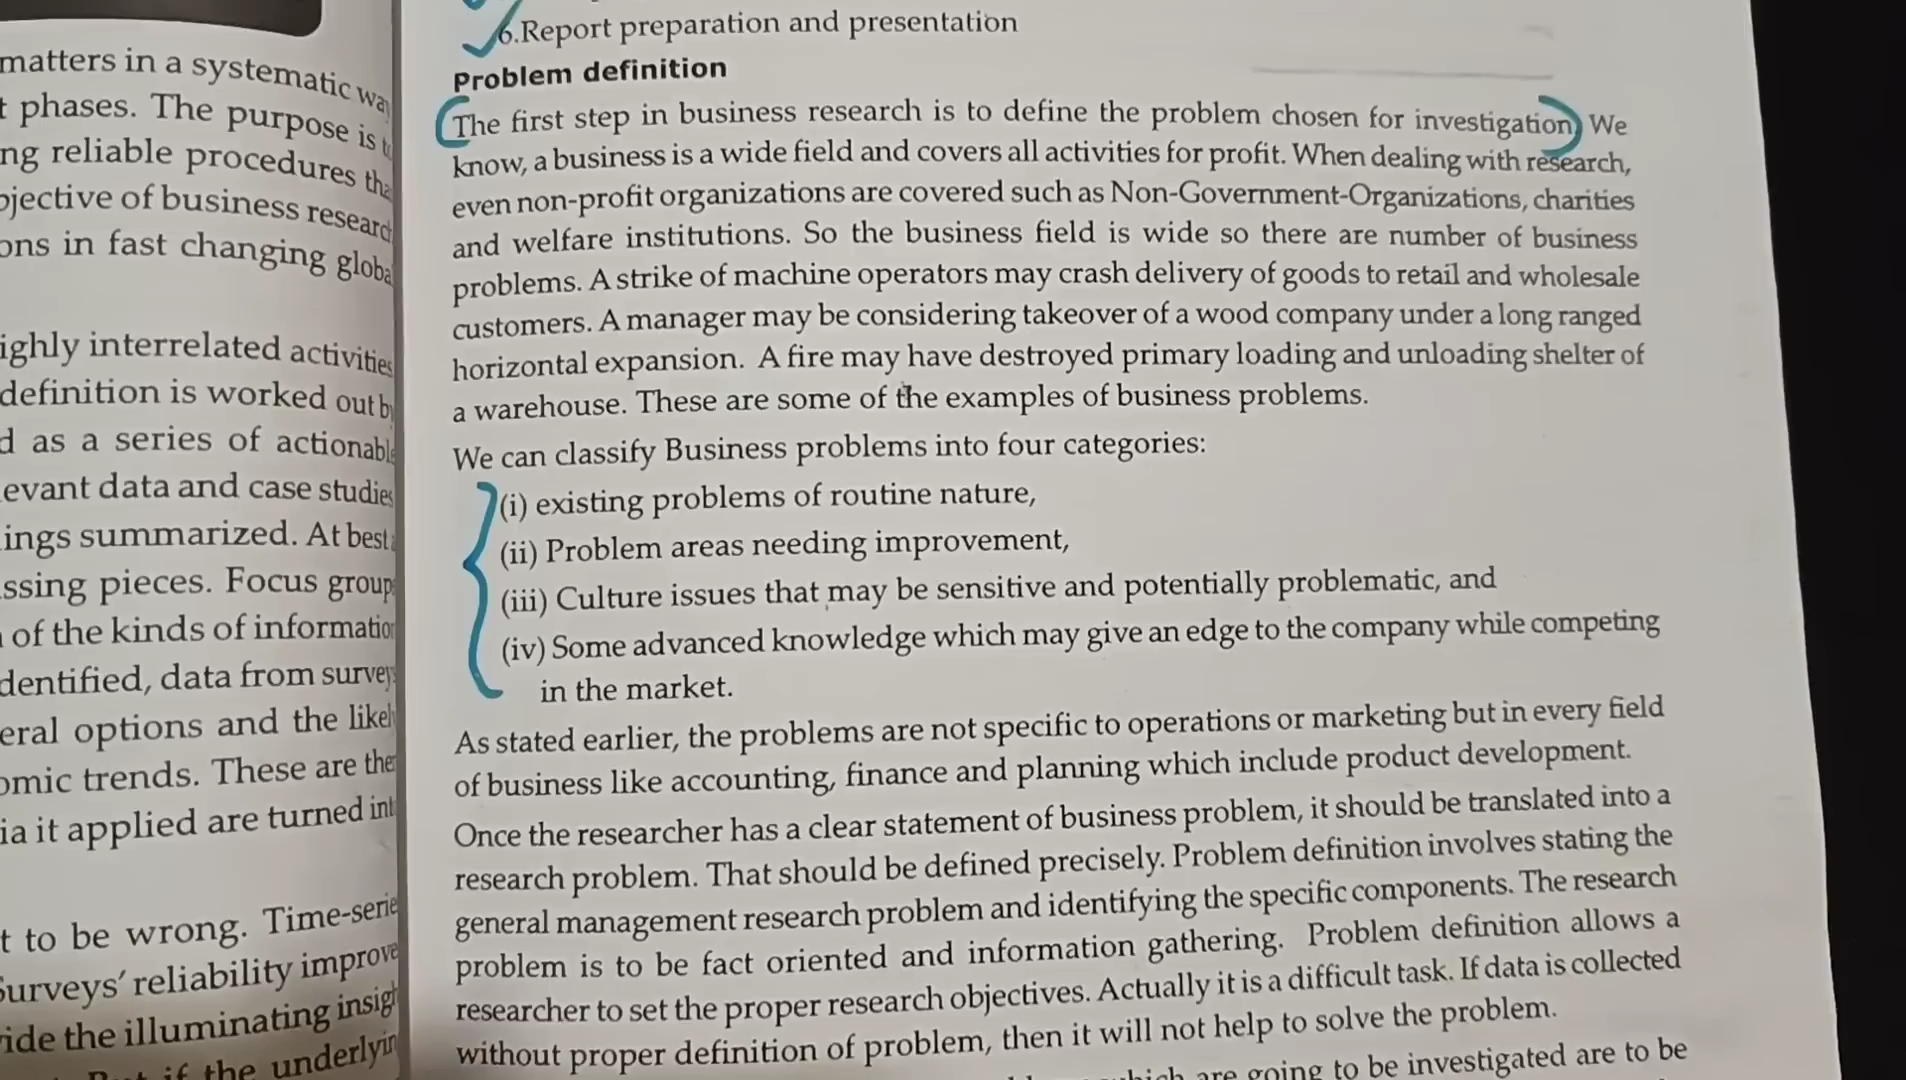 matters in a systematic
t phases. The purpose is
ng reliable procedures
bjective of business
ons in fast changing
ighly interrelated activities
definition is worked out
d as a series of
evant data and case studies
ings summarized. At best
ssing pieces. Focus
of the kinds of
dentified, data from
eral options and the
omic trends. These are
ia it applied are turned
t to be wrong.
Surveys' reliability
ide the illuminating
if the
6.Report preparation and presentation
Problem definition
The first step in business research is to define the problem chosen for investigation. We
know, a business is a wide field and covers all activities for profit. When dealing with research,
even non-profit organizations are covered such as Non-Government-Organizations, charities
and welfare institutions. So the business field is wide so there are number of business
problems. A strike of machine operators may crash delivery of goods to retail and wholesale
customers. A manager may be considering takeover of a wood company under a long ranged
horizontal expansion. A fire may have destroyed primary loading and unloading shelter of
a warehouse. These are some of the examples of business problems.
We can classify Business problems into four categories:
(i) existing problems of routine nature,
(ii) Problem areas needing improvement,
(iii) Culture issues that may be sensitive and potentially problematic, and
(iv) Some advanced knowledge which may give an edge to the company while competing
in the market.
As stated earlier, the problems are not specific to operations or marketing but in every field
of business like accounting, finance and planning which include product development.
Once the researcher has a clear statement of business problem, it should be translated into a
research problem. That should be defined precisely. Problem definition involves stating the
general management research problem and identifying the specific components. The research
problem is to be fact oriented and information gathering. Problem definition allows a
researcher to set the proper research objectives. Actually it is a difficult task. If data is collected
without proper definition of problem, then it will not help to solve the problem.
which are going to be investigated are to be